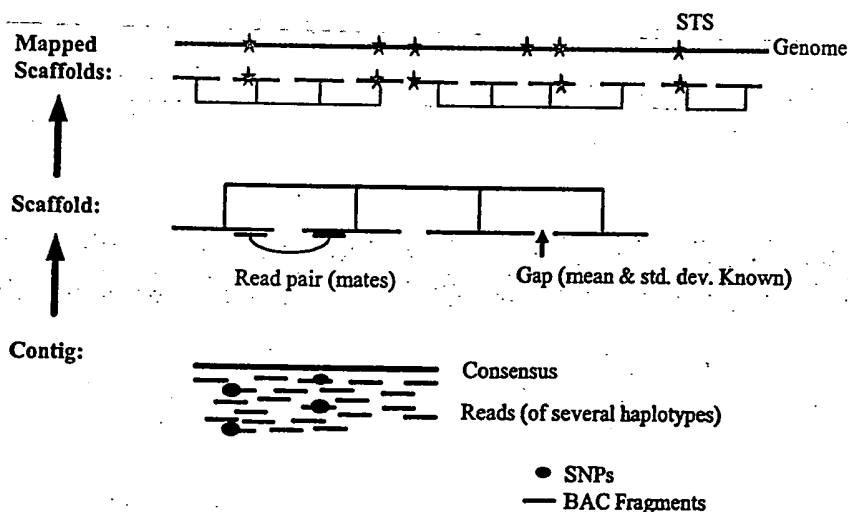 STS
Mapped
Scaffolds:
Genome
Scaffold:
Read pair (mates)
Gap (mean & std. dev. Known)
Contig:
Consensus
Reads (of several haplotypes)
SNPs
BAC Fragments